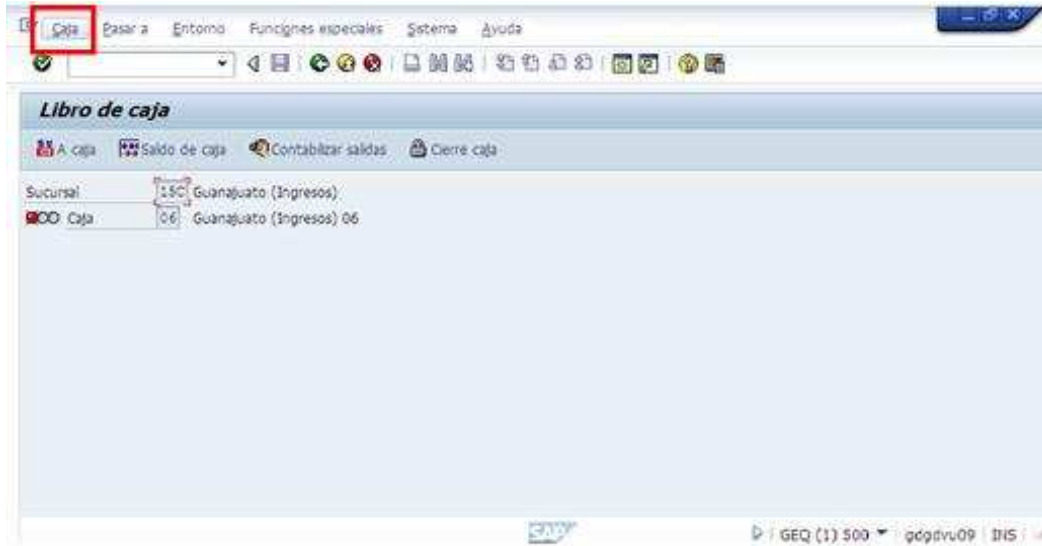 Caja Pasar a Entorno Funciones especiales Sistema Ayuda
Libro de caja
A caja Saldo de caja Contabilizar salidas Cierre caja
Sucursal 15C Guanajuato (Ingresos)
Caja 06 Guanajuato (Ingresos) 06
SAP GEQ (1) 500 gdgdvu09 INS